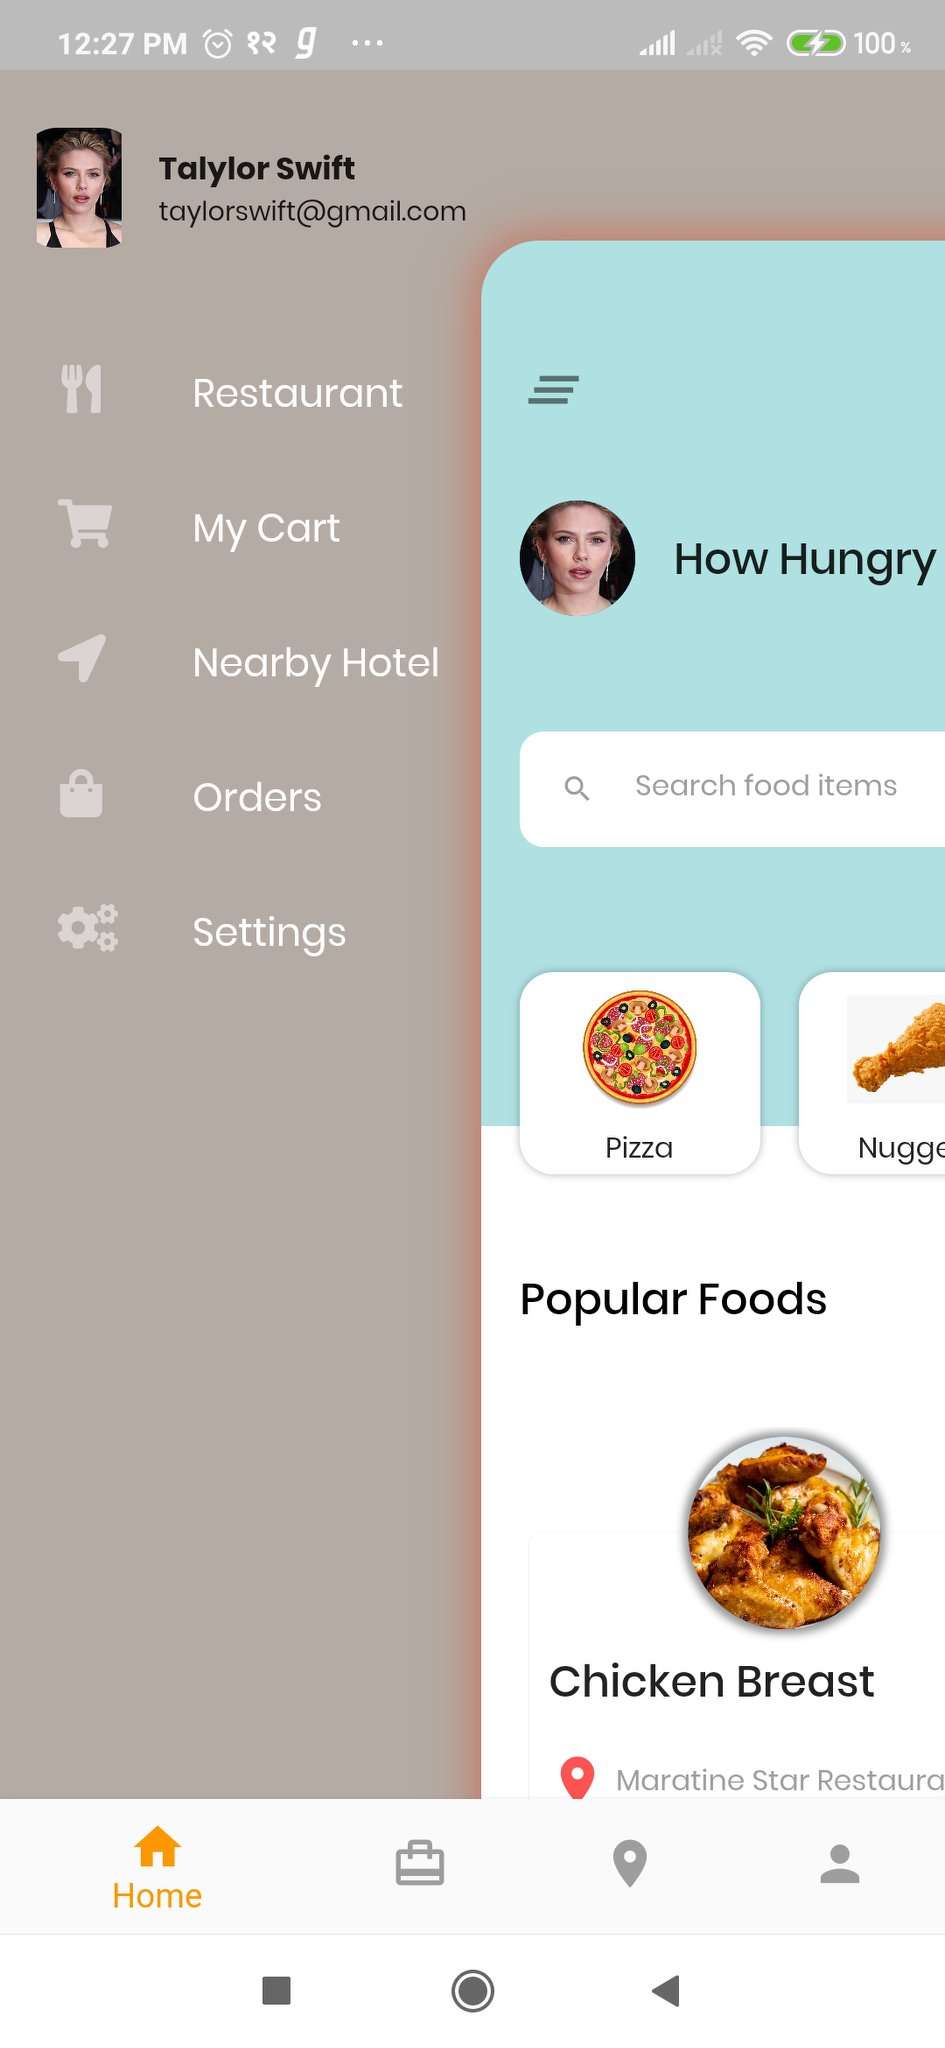 12:27 PM १२ g ... 100 %
Talylor Swift
taylorswift@gmail.com
Restaurant
My Cart
Nearby Hotel
Orders
Settings
How Hungry
Search food items
Pizza
Nugge
Popular Foods
Chicken Breast
Maratine Star Restaura
Home